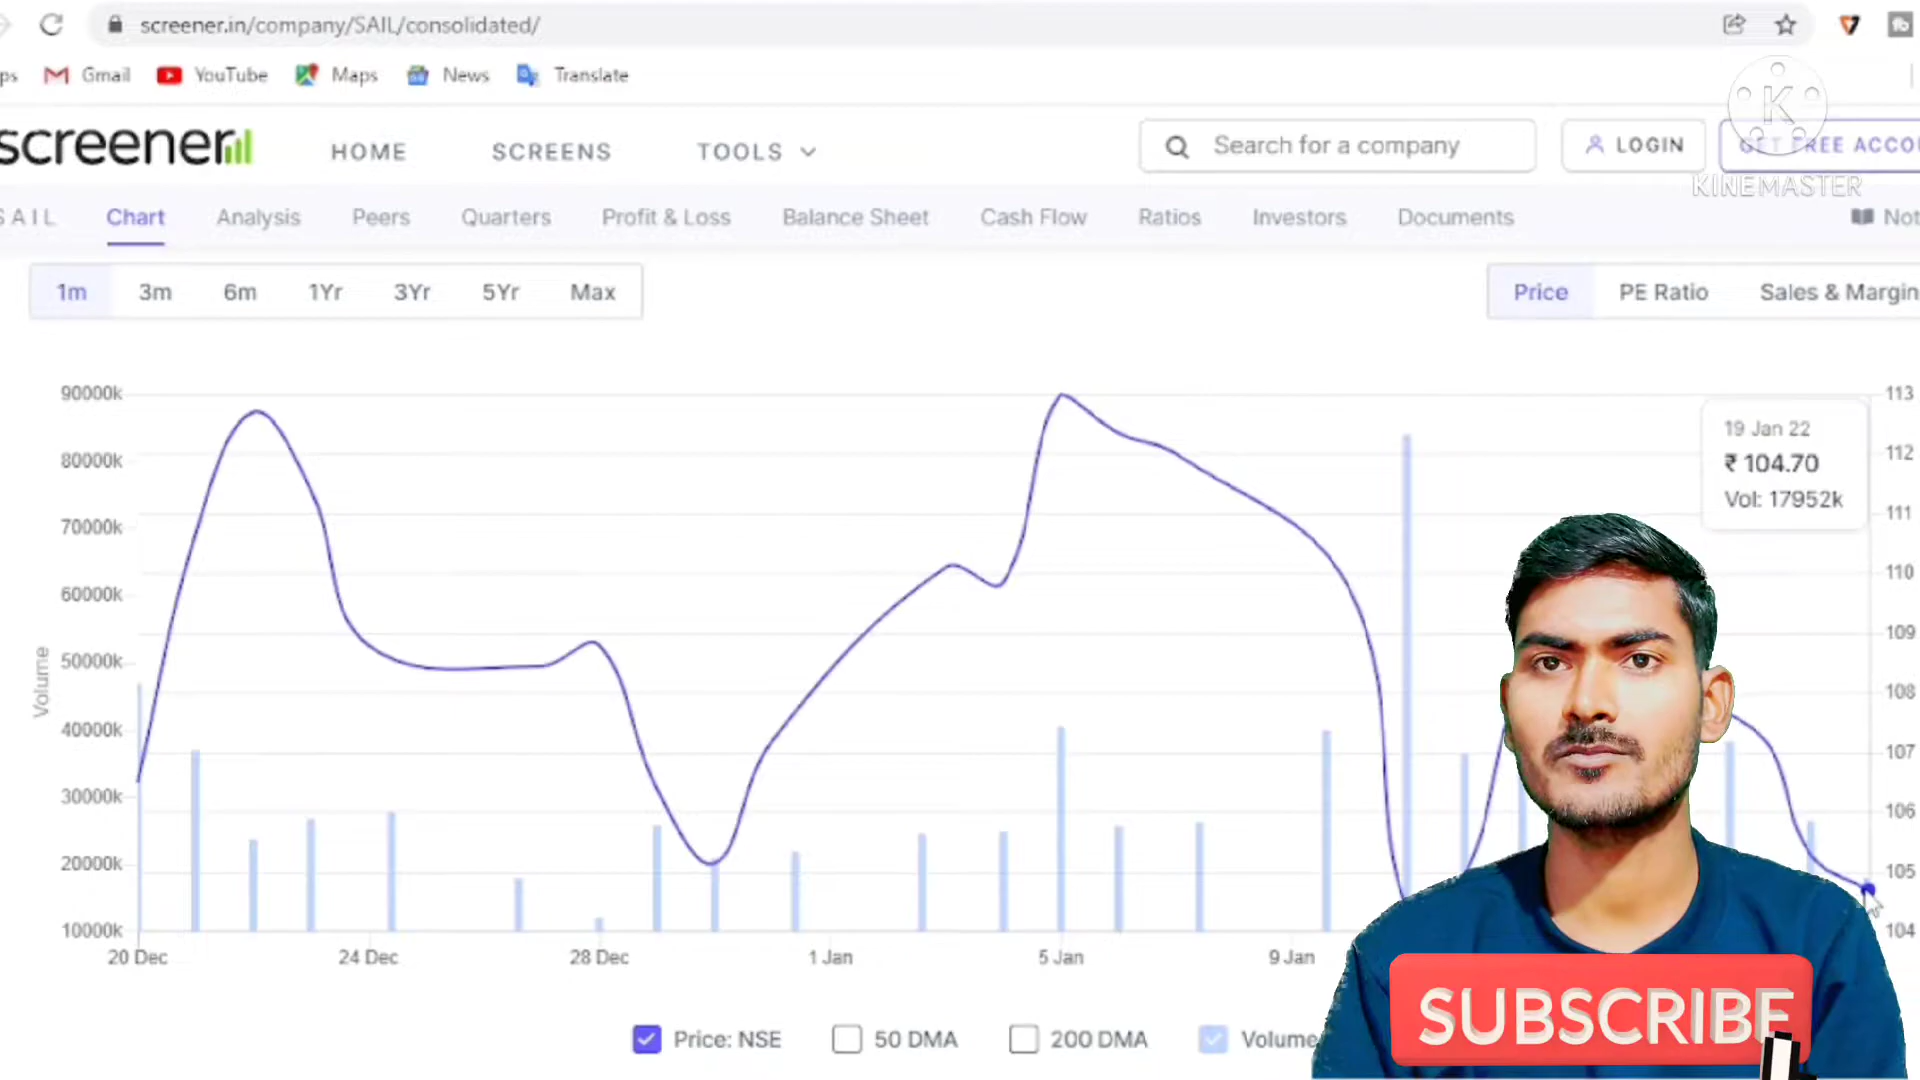 screener.in/company/SAIL/consolidated/
Gmail YouTube Maps News Translate
screener HOME SCREENS TOOLS Search for a company LOGIN GET FREE
KINEMASTER
SAIL Chart Analysis Peers Quarters Profit & Loss Balance Sheet Cash Flow Ratios Investors Documents
1m 3m 6m 1Yr 3Yr 5Yr Max Price PE Ratio Sales & Margin
90000k 113
19 Jan 22
80000k 112
₹ 104.70
Vol: 17952k
70000k 111
60000k 110
109
50000k
Volume
108
40000k
107
30000k
106
20000k
105
10000k 104
20 Dec 24 Dec 28 Dec 1 Jan 5 Jan 9 Jan
Price: NSE 50 DMA 200 DMA Volume
SUBSCRIBE